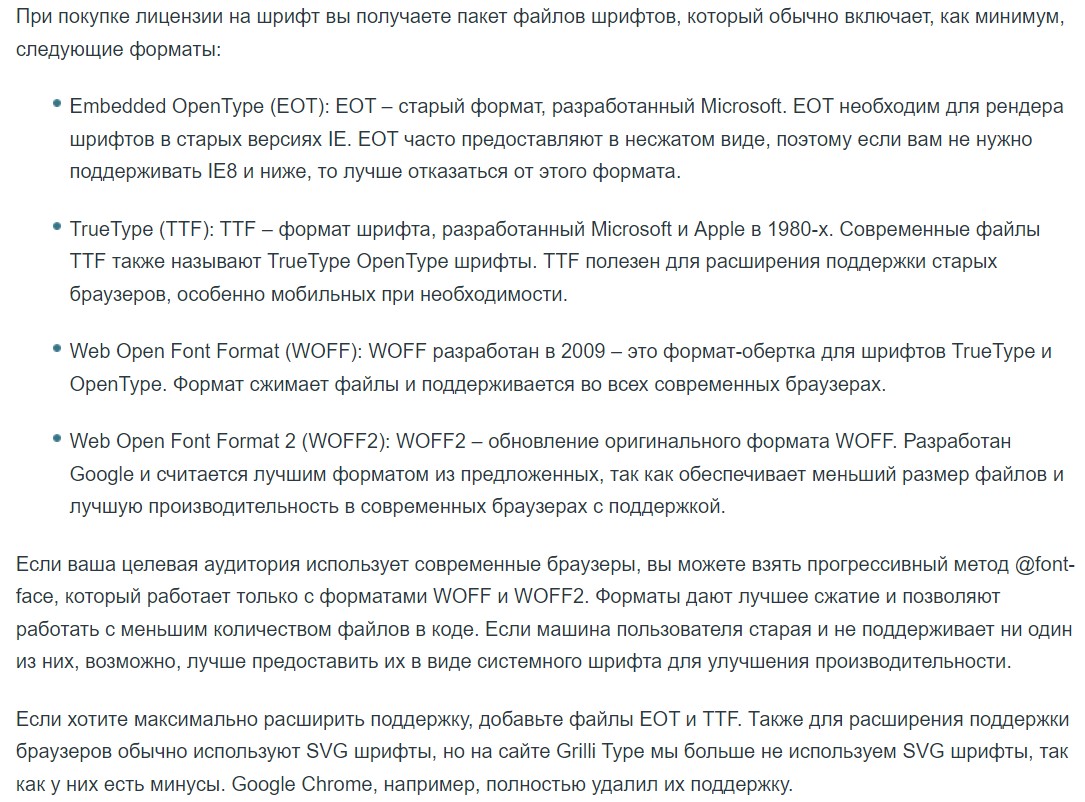 При покупке лицензии на шрифт вы получаете пакет файлов шрифтов, который обычно включает, как минимум,
следующие форматы:
Embedded OpenType (EOT): EOT – старый формат, разработанный Microsoft. EOT необходим для рендера
шрифтов в старых версиях IE. EOT часто предоставляют в несжатом виде, поэтому если вам не нужно
поддерживать IE8 и ниже, то лучше отказаться от этого формата.
TrueType (TTF): TTF – формат шрифта, разработанный Microsoft и Apple в 1980-х. Современные файлы
TTF также называют TrueType OpenType шрифты. TTF полезен для расширения поддержки старых
браузеров, особенно мобильных при необходимости.
Web Open Font Format (WOFF): WOFF разработан в 2009 – это формат-обертка для шрифтов TrueType и
OpenType. Формат сжимает файлы и поддерживается во всех современных браузерах.
Web Open Font Format 2 (WOFF2): WOFF2 – обновление оригинального формата WOFF. Разработан
Google и считается лучшим форматом из предложенных, так как обеспечивает меньший размер файлов и
лучшую производительность в современных браузерах с поддержкой.
Если ваша целевая аудитория использует современные браузеры, вы можете взять прогрессивный метод @font-
face, который работает только с форматами WOFF и WOFF2. Форматы дают лучшее сжатие и позволяют
работать с меньшим количеством файлов в коде. Если машина пользователя старая и не поддерживает ни один
из них, возможно, лучше предоставить их в виде системного шрифта для улучшения производительности.
Если хотите максимально расширить поддержку, добавьте файлы EOT и TTF. Также для расширения поддержки
браузеров обычно используют SVG шрифты, но на сайте Grilli Type мы больше не используем SVG шрифты, так
как у них есть минусы. Google Chrome, например, полностью удалил их поддержку.